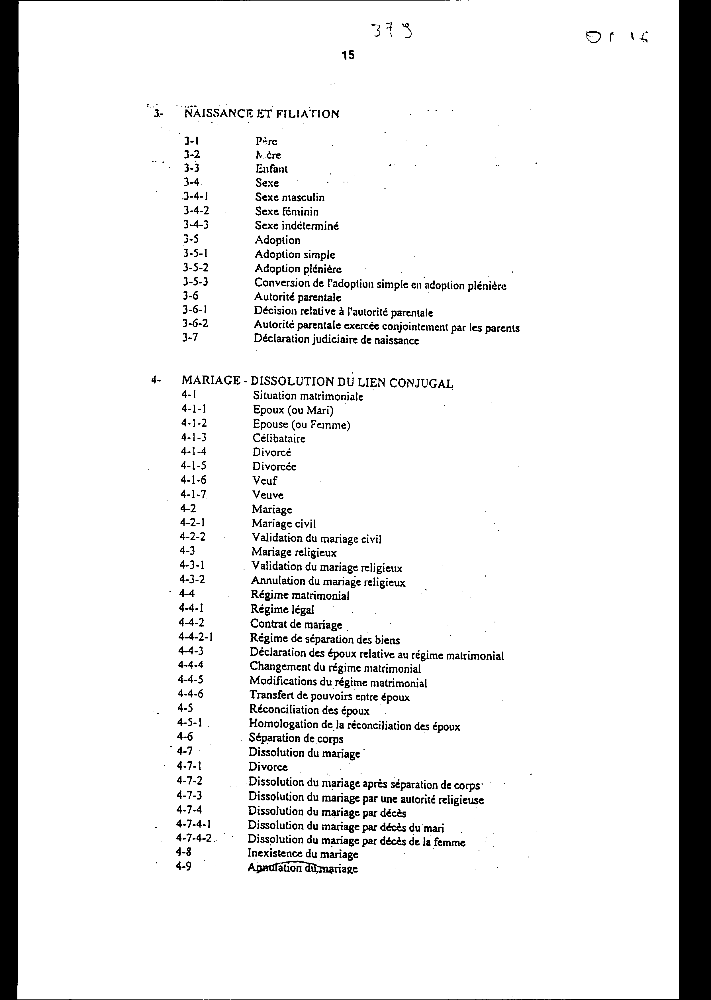 379
15
3- NAISSANCE ET FILIATION
3-1 Père
3-2 Mère
3-3 Enfant
3-4 Sexe
3-4-1 Sexe masculin
3-4-2 Sexe féminin
3-4-3 Sexe indéterminé
3-5 Adoption
3-5-1 Adoption simple
3-5-2 Adoption plénière
3-5-3 Conversion de l'adoption simple en adoption plénière
3-6 Autorité parentale
3-6-1 Décision relative à l'autorité parentale
3-6-2 Autorité parentale exercée conjointement par les parents
3-7 Déclaration judiciaire de naissance
4- MARIAGE - DISSOLUTION DU LIEN CONJUGAL
4-1 Situation matrimoniale
4-1-1 Epoux (ou Mari)
4-1-2 Epouse (ou Femme)
4-1-3 Célibataire
4-1-4 Divorcé
4-1-5 Divorcée
4-1-6 Veuf
4-1-7 Veuve
4-2 Mariage
4-2-1 Mariage civil
4-2-2 Validation du mariage civil
4-3 Mariage religieux
4-3-1 Validation du mariage religieux
4-3-2 Annulation du mariage religieux
4-4 Régime matrimonial
4-4-1 Régime légal
4-4-2 Contrat de mariage
4-4-2-1 Régime de séparation des biens
4-4-3 Déclaration des époux relative au régime matrimonial
4-4-4 Changement du régime matrimonial
4-4-5 Modifications du régime matrimonial
4-4-6 Transfert de pouvoirs entre époux
4-5 Réconciliation des époux
4-5-1 Homologation de la réconciliation des époux
4-6 Séparation de corps
4-7 Dissolution du mariage
4-7-1 Divorce
4-7-2 Dissolution du mariage après séparation de corps
4-7-3 Dissolution du mariage par une autorité religieuse
4-7-4 Dissolution du mariage par décès
4-7-4-1 Dissolution du mariage par décès du mari
4-7-4-2 Dissolution du mariage par décès de la femme
4-8 Inexistence du mariage
4-9 Annulation du mariage